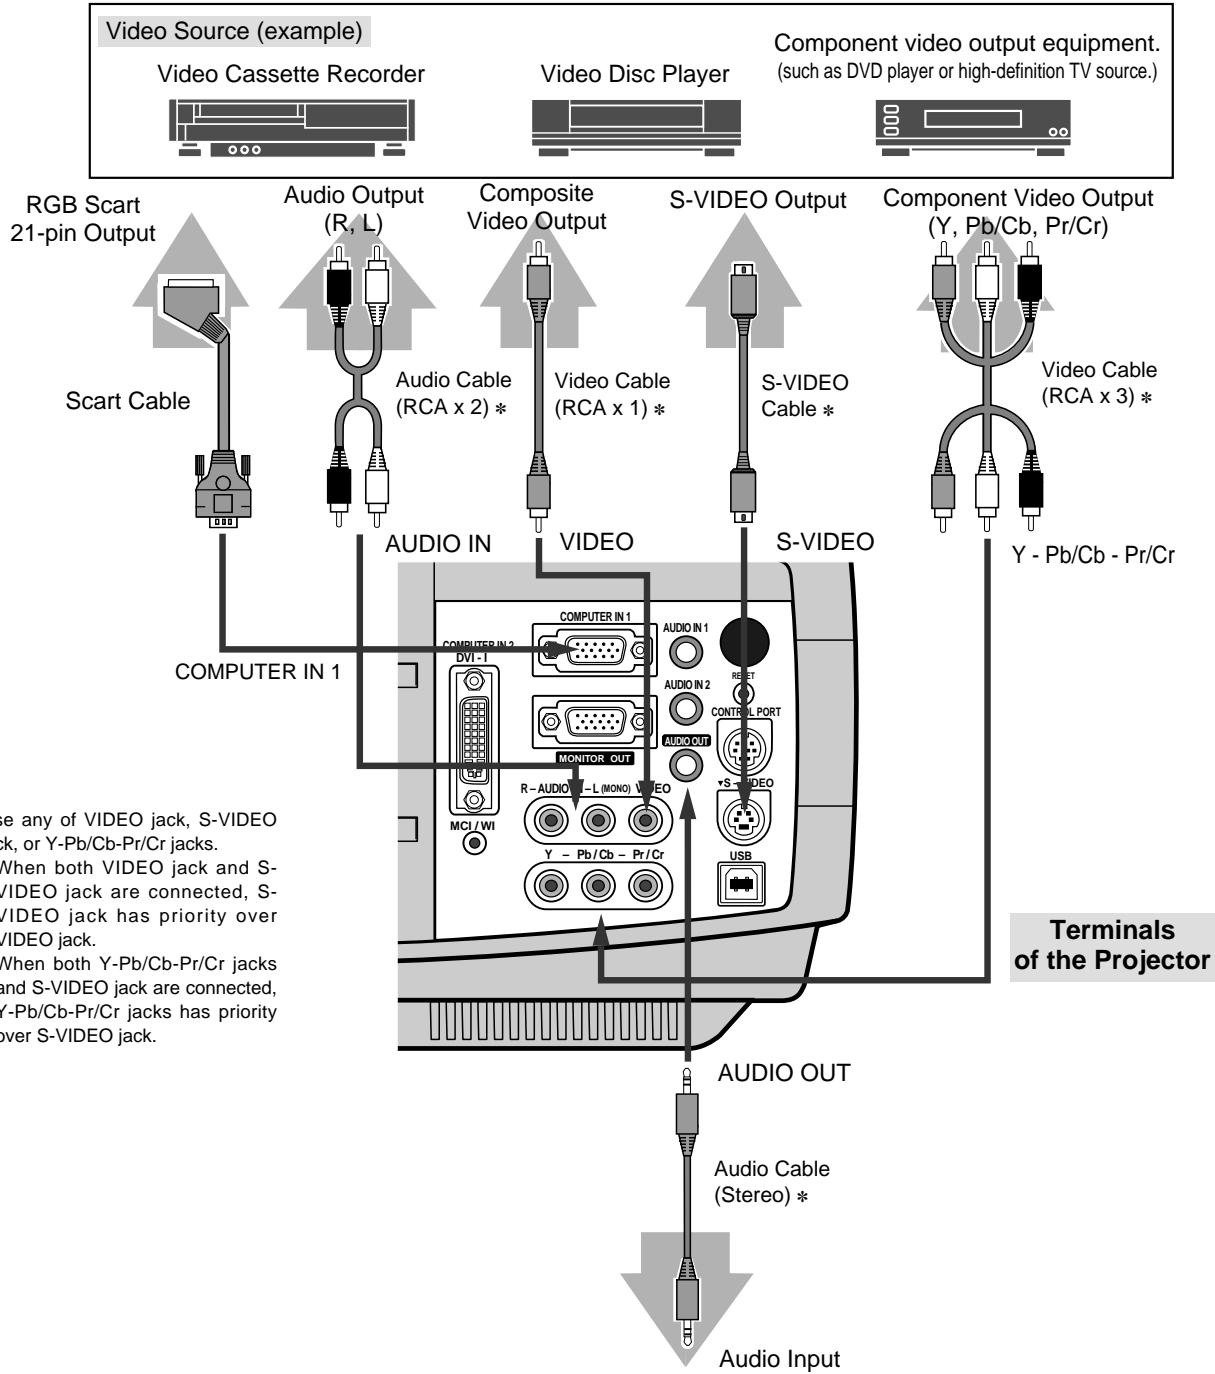 Video Source (example)
Video Cassette Recorder
Video Disc Player
Component video output equipment.
(such as DVD player or high-definition TV source.)
RGB Scart
21-pin Output
Audio Output
(R, L)
Composite
Video Output
S-VIDEO Output
Component Video Output
(Y, Pb/Cb, Pr/Cr)
Scart Cable
Audio Cable
(RCA x 2) ✻
Video Cable
(RCA x 1) ✻
S-VIDEO
Cable ✻
Video Cable
(RCA x 3) ✻
AUDIO IN
VIDEO
S-VIDEO
Y - Pb/Cb - Pr/Cr
COMPUTER IN 1
COMPUTER IN 1
AUDIO IN 1
COMPUTER IN 2
DVI - I
RESET
AUDIO IN 2
CONTROL PORT
AUDIO OUT
MONITOR OUT
R – AUDIO IN – L (MONO) VIDEO
▾S – VIDEO
MCI / WI
Y – Pb / Cb – Pr / Cr
USB
se any of VIDEO jack, S-VIDEO
ck, or Y-Pb/Cb-Pr/Cr jacks.
When both VIDEO jack and S-
VIDEO jack are connected, S-
VIDEO jack has priority over
VIDEO jack.
When both Y-Pb/Cb-Pr/Cr jacks
and S-VIDEO jack are connected,
Y-Pb/Cb-Pr/Cr jacks has priority
over S-VIDEO jack.
Terminals
of the Projector
AUDIO OUT
Audio Cable
(Stereo) ✻
Audio Input